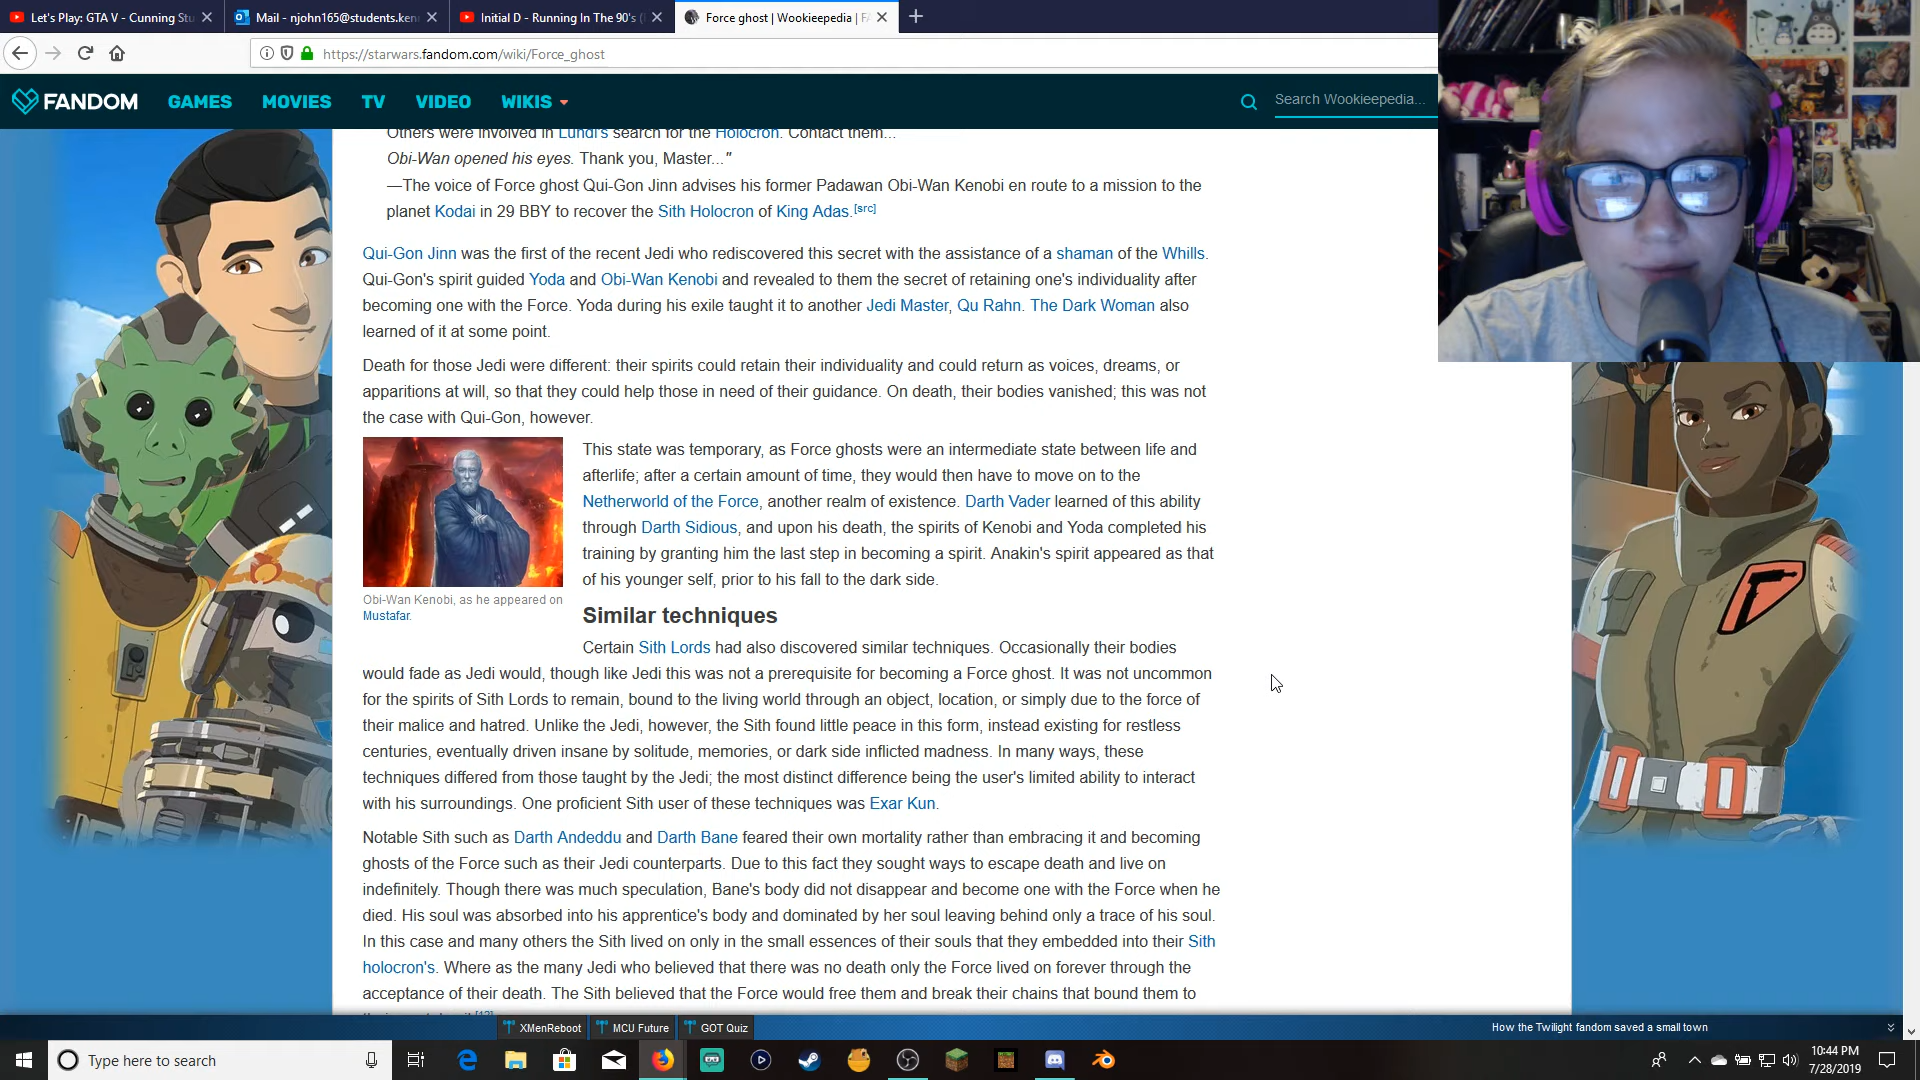 Let's Play: GTA V - Cunning Stu
Mail - njohn165@students.ken
Initial D - Running In The 90's (
Force ghost | Wookieepedia | FA
https://starwars.fandom.com/wiki/Force_ghost
FANDOM GAMES MOVIES TV VIDEO WIKIS
Search Wookieepedia...
Others were involved in Lundi's search for the Holocron. Contact them...
Obi-Wan opened his eyes. Thank you, Master..."
—The voice of Force ghost Qui-Gon Jinn advises his former Padawan Obi-Wan Kenobi en route to a mission to the
planet Kodai in 29 BBY to recover the Sith Holocron of King Adas.[src]
Qui-Gon Jinn was the first of the recent Jedi who rediscovered this secret with the assistance of a shaman of the Whills.
Qui-Gon's spirit guided Yoda and Obi-Wan Kenobi and revealed to them the secret of retaining one's individuality after
becoming one with the Force. Yoda during his exile taught it to another Jedi Master, Qu Rahn. The Dark Woman also
learned of it at some point.
Death for those Jedi were different: their spirits could retain their individuality and could return as voices, dreams, or
apparitions at will, so that they could help those in need of their guidance. On death, their bodies vanished; this was not
the case with Qui-Gon, however.
This state was temporary, as Force ghosts were an intermediate state between life and
afterlife; after a certain amount of time, they would then have to move on to the
Netherworld of the Force, another realm of existence. Darth Vader learned of this ability
through Darth Sidious, and upon his death, the spirits of Kenobi and Yoda completed his
training by granting him the last step in becoming a spirit. Anakin's spirit appeared as that
of his younger self, prior to his fall to the dark side.
Obi-Wan Kenobi, as he appeared on
Mustafar.
Similar techniques
Certain Sith Lords had also discovered similar techniques. Occasionally their bodies
would fade as Jedi would, though like Jedi this was not a prerequisite for becoming a Force ghost. It was not uncommon
for the spirits of Sith Lords to remain, bound to the living world through an object, location, or simply due to the force of
their malice and hatred. Unlike the Jedi, however, the Sith found little peace in this form, instead existing for restless
centuries, eventually driven insane by solitude, memories, or dark side inflicted madness. In many ways, these
techniques differed from those taught by the Jedi; the most distinct difference being the user's limited ability to interact
with his surroundings. One proficient Sith user of these techniques was Exar Kun.
Notable Sith such as Darth Andeddu and Darth Bane feared their own mortality rather than embracing it and becoming
ghosts of the Force such as their Jedi counterparts. Due to this fact they sought ways to escape death and live on
indefinitely. Though there was much speculation, Bane's body did not disappear and become one with the Force when he
died. His soul was absorbed into his apprentice's body and dominated by her soul leaving behind only a trace of his soul.
In this case and many others the Sith lived on only in the small essences of their souls that they embedded into their Sith
holocron's. Where as the many Jedi who believed that there was no death only the Force lived on forever through the
acceptance of their death. The Sith believed that the Force would free them and break their chains that bound them to
XMenReboot MCU Future GOT Quiz
How the Twilight fandom saved a small town
Type here to search
10:44 PM
7/28/2019